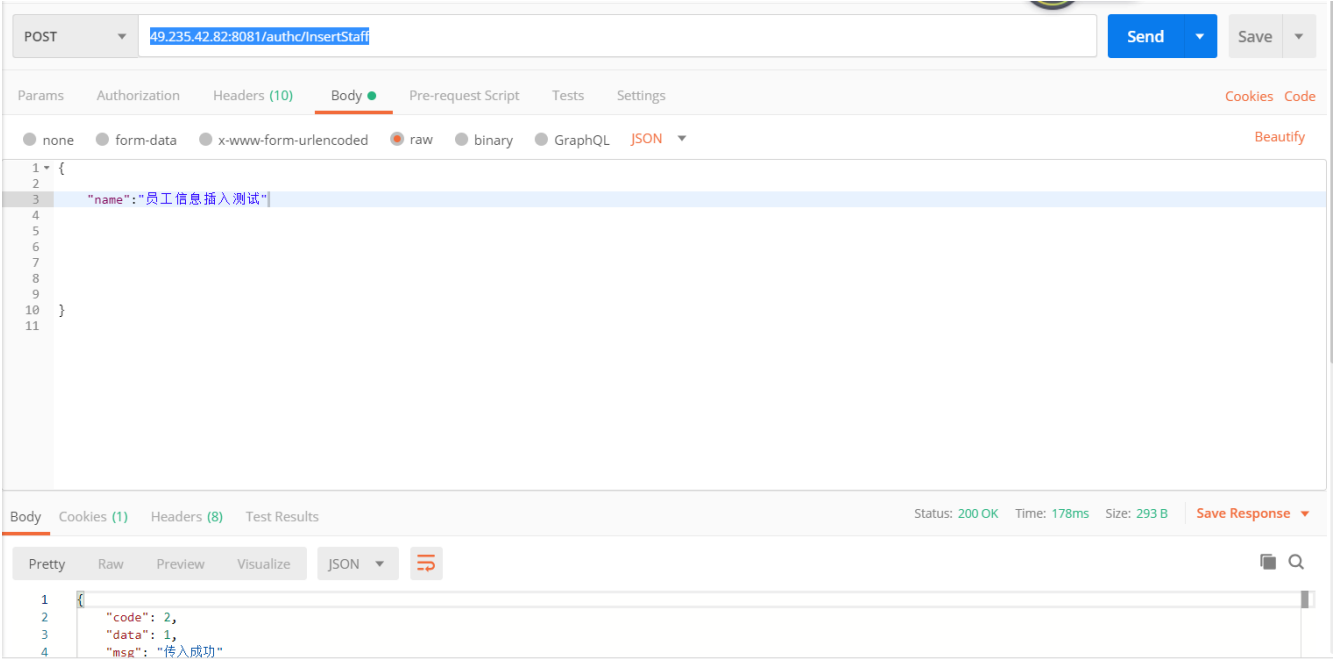 POST 49.235.42.82:8081/authc/InsertStaff Send Save
Params Authorization Headers (10) Body Pre-request Script Tests Settings Cookies Code
none form-data x-www-form-urlencoded raw binary GraphQL JSON Beautify
1 {
2
3 "name":"员工信息插入测试"
4
5
6
7
8
9
10 }
11
Body Cookies (1) Headers (8) Test Results Status: 200 OK Time: 178ms Size: 293 B Save Response
Pretty Raw Preview Visualize JSON
1 {
2 "code": 2,
3 "data": 1,
4 "msg": "传入成功"